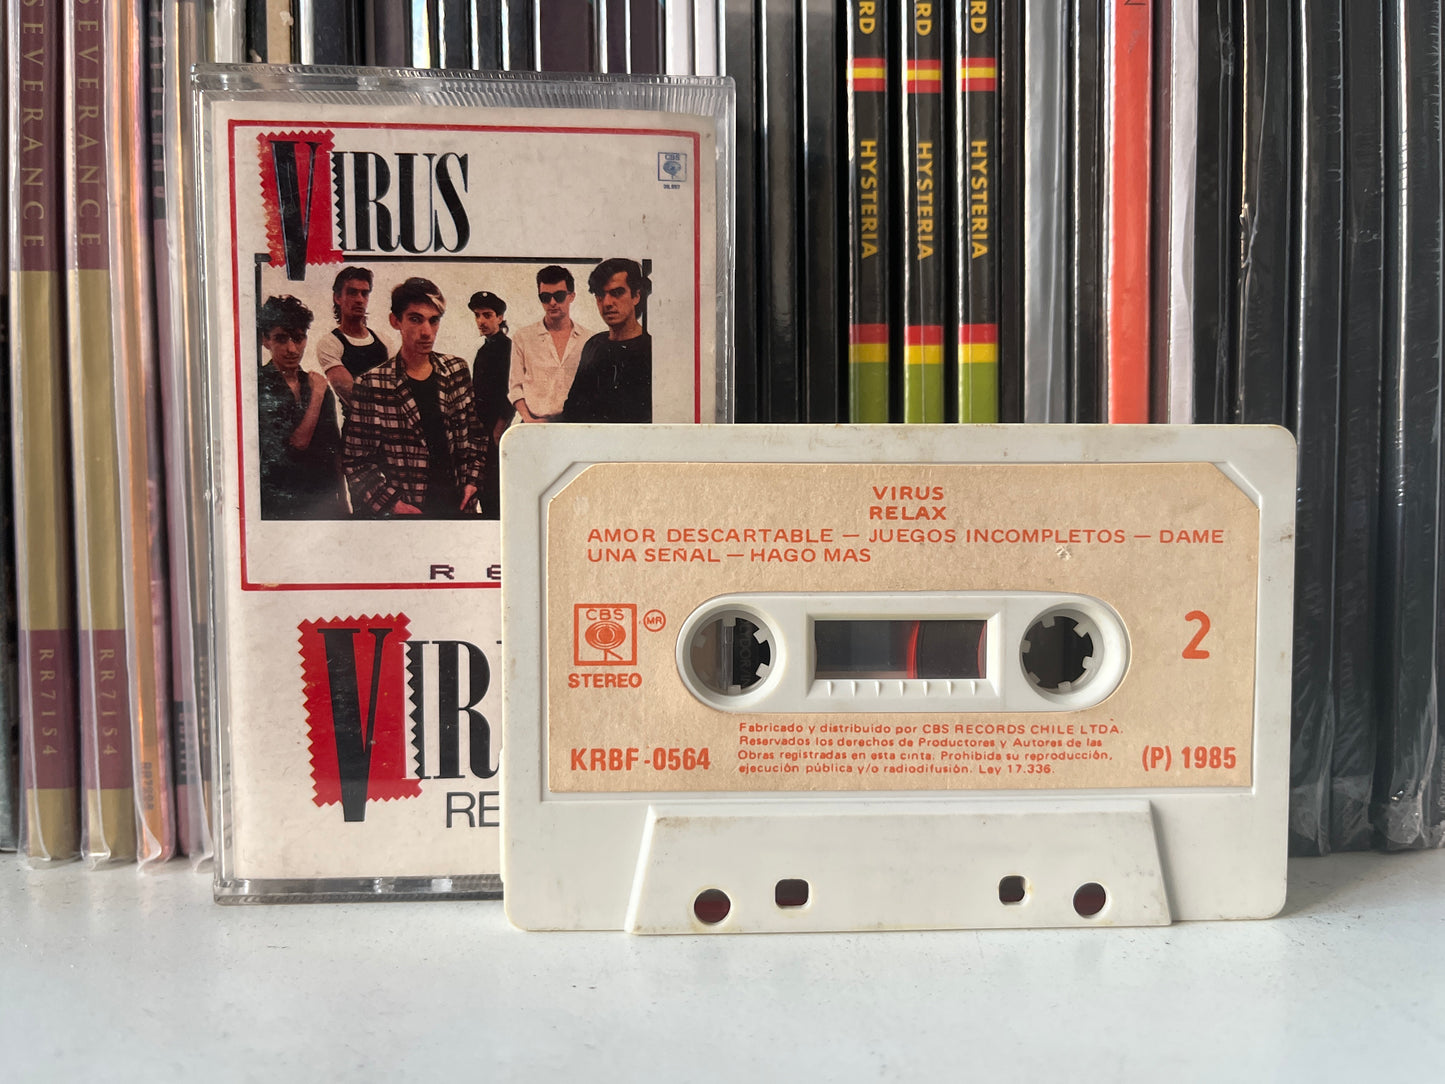 SEVERANCE
SEVERANCE
RR7154
RR7154
VIRUS
CBS
VIR
RE
HYSTERIA
HYSTERIA
HYSTERIA
VIRUS
RELAX
AMOR DESCARTABLE — JUEGOS INCOMPLETOS — DAME
UNA SEÑAL — HAGO MAS
CBS
MR
STEREO
2
Fabricado y distribuido por CBS RECORDS CHILE LTDA.
Reservados los derechos de Productores y Autores de las
Obras registradas en esta cinta. Prohibida su reproducción,
ejecución pública y/o radiodifusión. Ley 17.336.
KRBF-0564
(P) 1985